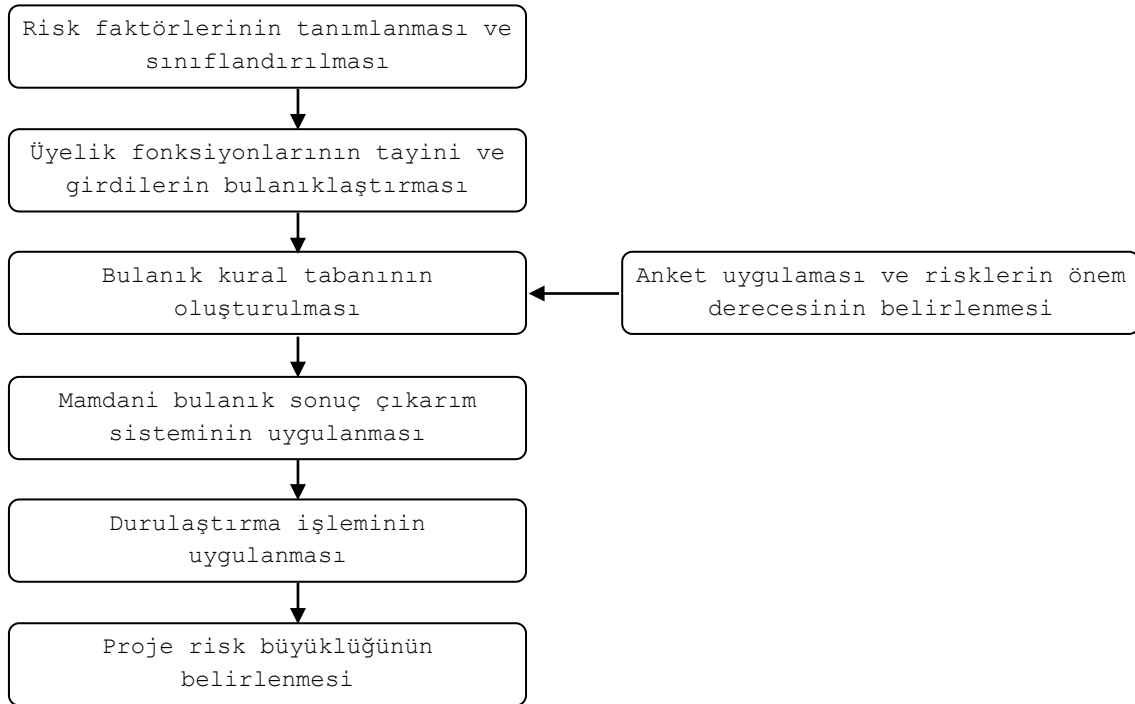 Risk faktörlerinin tanımlanması ve
sınıflandırılması
Üyelik fonksiyonlarının tayini ve
girdilerin bulanıklaştırması
Bulanık kural tabanının
oluşturulması
Anket uygulaması ve risklerin önem
derecesinin belirlenmesi
Mamdani bulanık sonuç çıkarım
sisteminin uygulanması
Durulaştırma işleminin
uygulanması
Proje risk büyüklüğünün
belirlenmesi